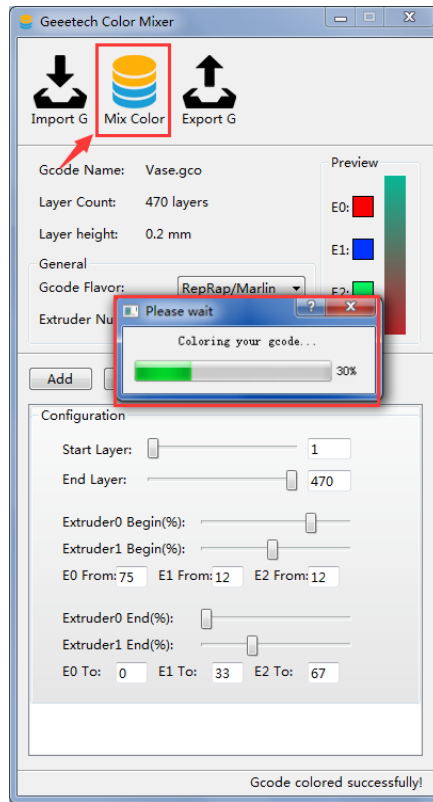 Geeetech Color Mixer
Import G Mix Color Export G
Gcode Name: Vase.gco
Layer Count: 470 layers
Layer height: 0.2 mm
Preview
E0:
E1:
E2:
General
Gcode Flavor: RepRap/Marlin
Extruder Nu
Please wait
Coloring your gcode...
30%
Add
Configuration
Start Layer: 1
End Layer: 470
Extruder0 Begin(%):
Extruder1 Begin(%):
E0 From: 75 E1 From: 12 E2 From: 12
Extruder0 End(%):
Extruder1 End(%):
E0 To: 0 E1 To: 33 E2 To: 67
Gcode colored successfully!